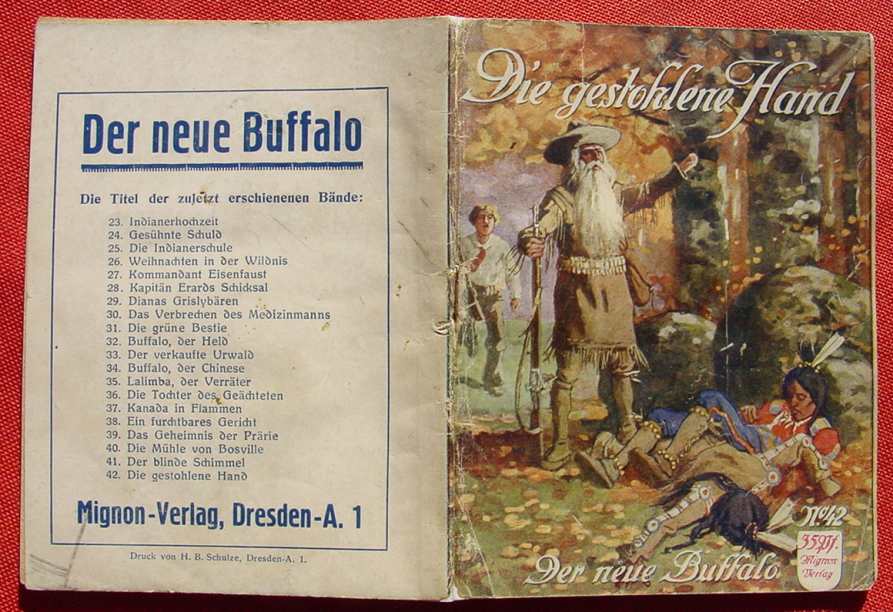 Der neue Buffalo
Die Titel der zuletzt erschienenen Bände:
23. Indianerhochzeit
24. Gesühnte Schuld
25. Die Indianerschule
26. Weihnachten in der Wildnis
27. Kommandant Eisenfaust
28. Kapitän Erards Schicksal
29. Dianas Grislybären
30. Das Verbrechen des Medizinmanns
31. Die grüne Bestie
32. Buffalo, der Held
33. Der verkaufte Urwald
34. Buffalo, der Chinese
35. Lalimba, der Verräter
36. Die Tochter des Geächteten
37. Kanada in Flammen
38. Ein furchtbares Gericht
39. Das Geheimnis der Prärie
40. Die Mühle von Bosville
41. Der blinde Schimmel
42. Die gestohlene Hand
Mignon-Verlag, Dresden-A. 1
Druck von H. B. Schulze, Dresden-A. 1.
Die gestohlene Hand
No 42
35 Pf.
Mignon
Verlag
Der neue Buffalo